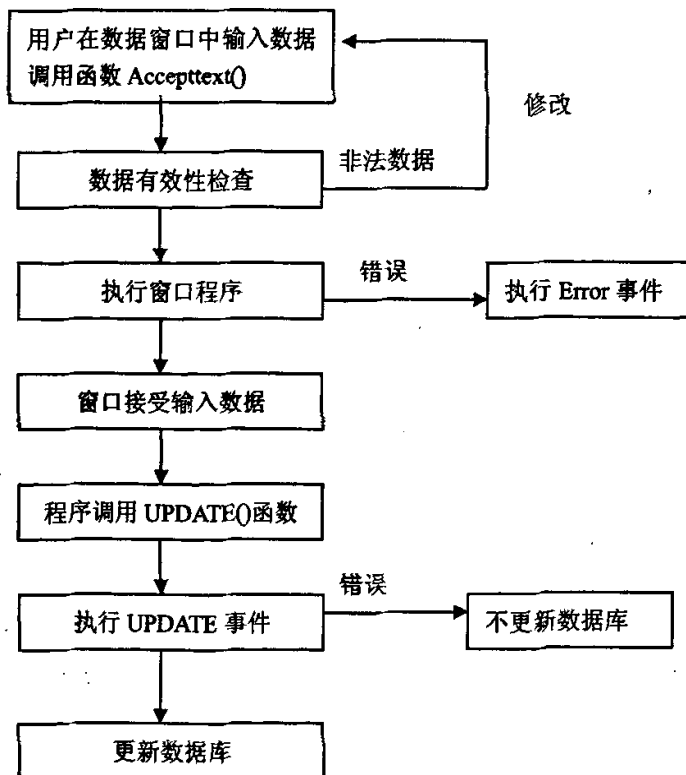 用户在数据窗口中输入数据
调用函数 Accepttext()
修改
数据有效性检查
非法数据
执行窗口程序
错误
执行 Error 事件
窗口接受输入数据
程序调用 UPDATE()函数
执行 UPDATE 事件
错误
不更新数据库
更新数据库